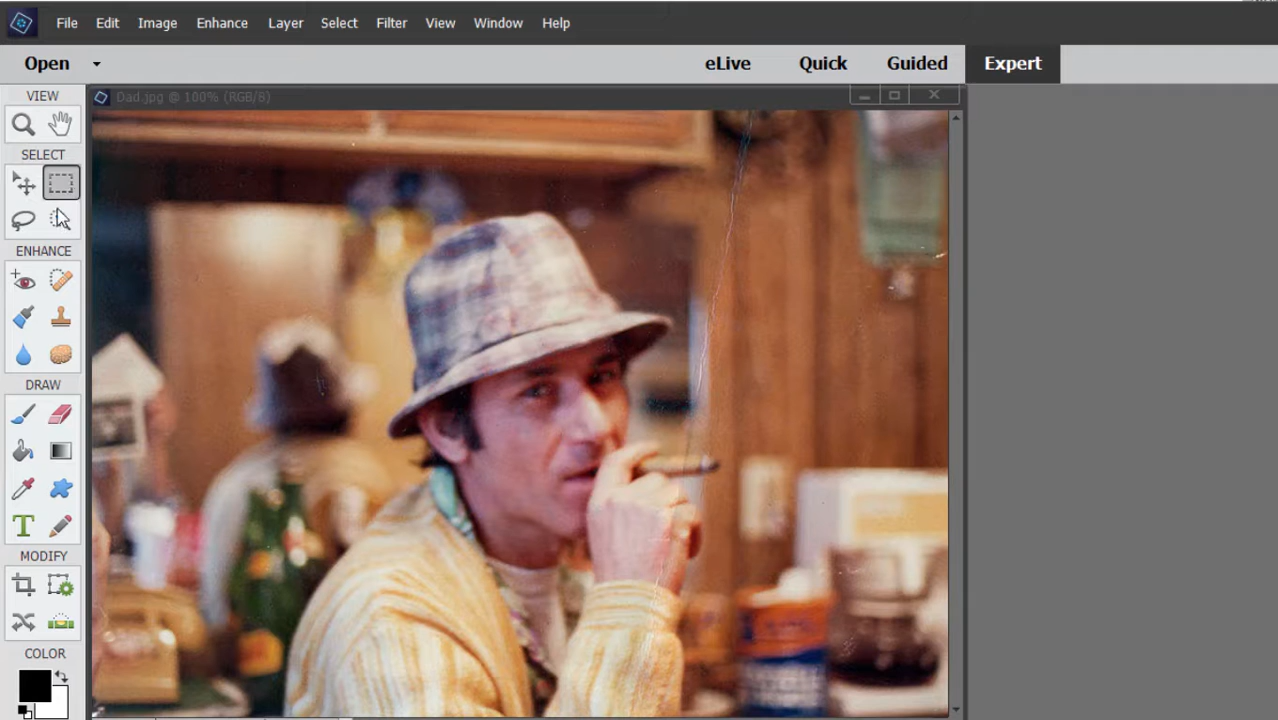 File Edit Image Enhance Layer Select Filter View Window Help
Open eLive Quick Guided Expert
VIEW
Dad.jpg @ 100% (RGB/8)
SELECT
ENHANCE
DRAW
T
MODIFY
COLOR